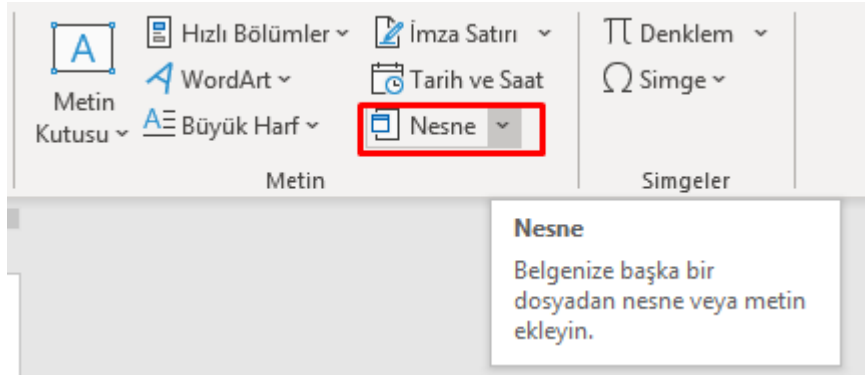 Metin
Kutusu
Hızlı Bölümler
WordArt
Büyük Harf
İmza Satırı
Tarih ve Saat
Nesne
Metin
Denklem
Simge
Simgeler
Nesne
Belgenize başka bir
dosyadan nesne veya metin
ekleyin.